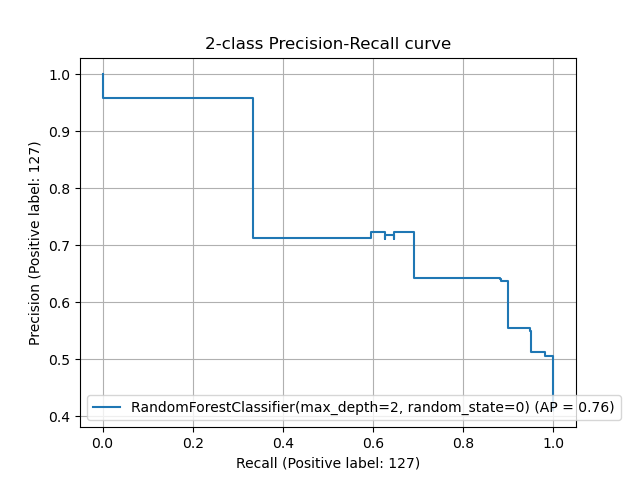 2-class Precision-Recall curve
1.0
0.9
0.8
0.7
0.6
0.5
0.4
Precision (Positive label: 127)
RandomForestClassifier(max_depth=2, random_state=0) (AP = 0.76)
0.0 0.2 0.4 0.6 0.8 1.0
Recall (Positive label: 127)